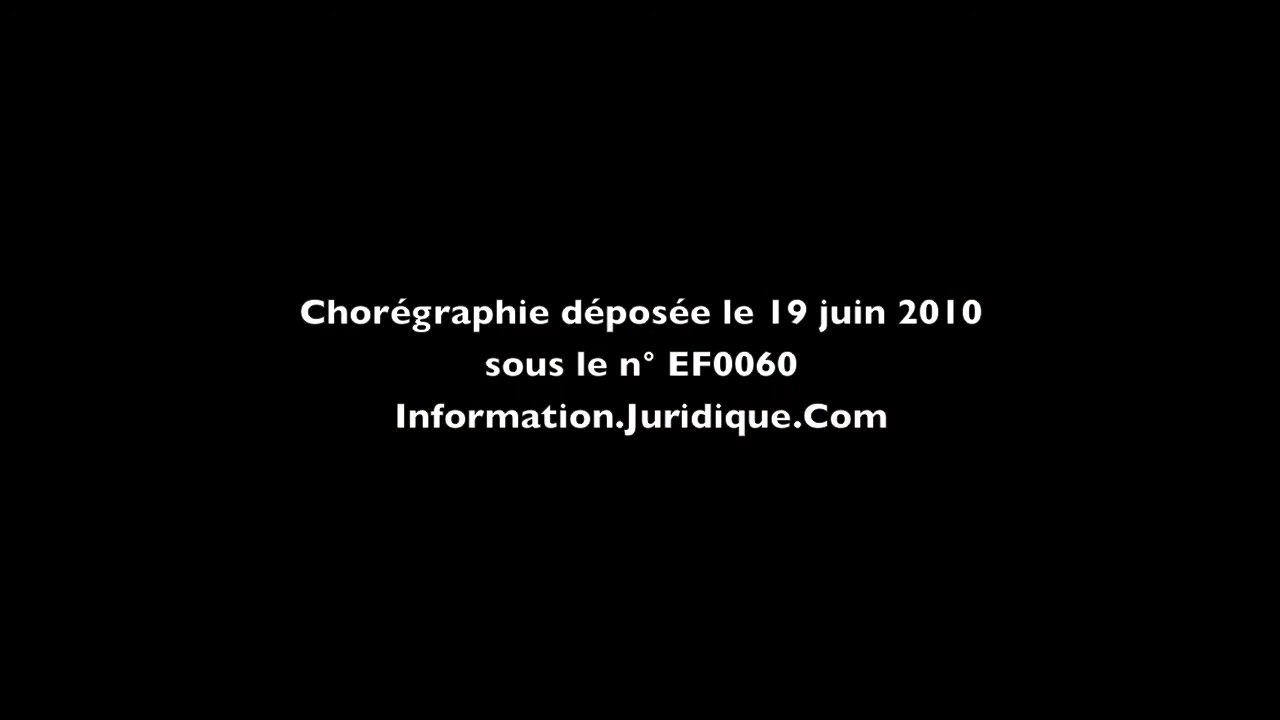 Chorégraphie déposée le 19 juin 2010
sous le n° EF0060
Information.Juridique.Com